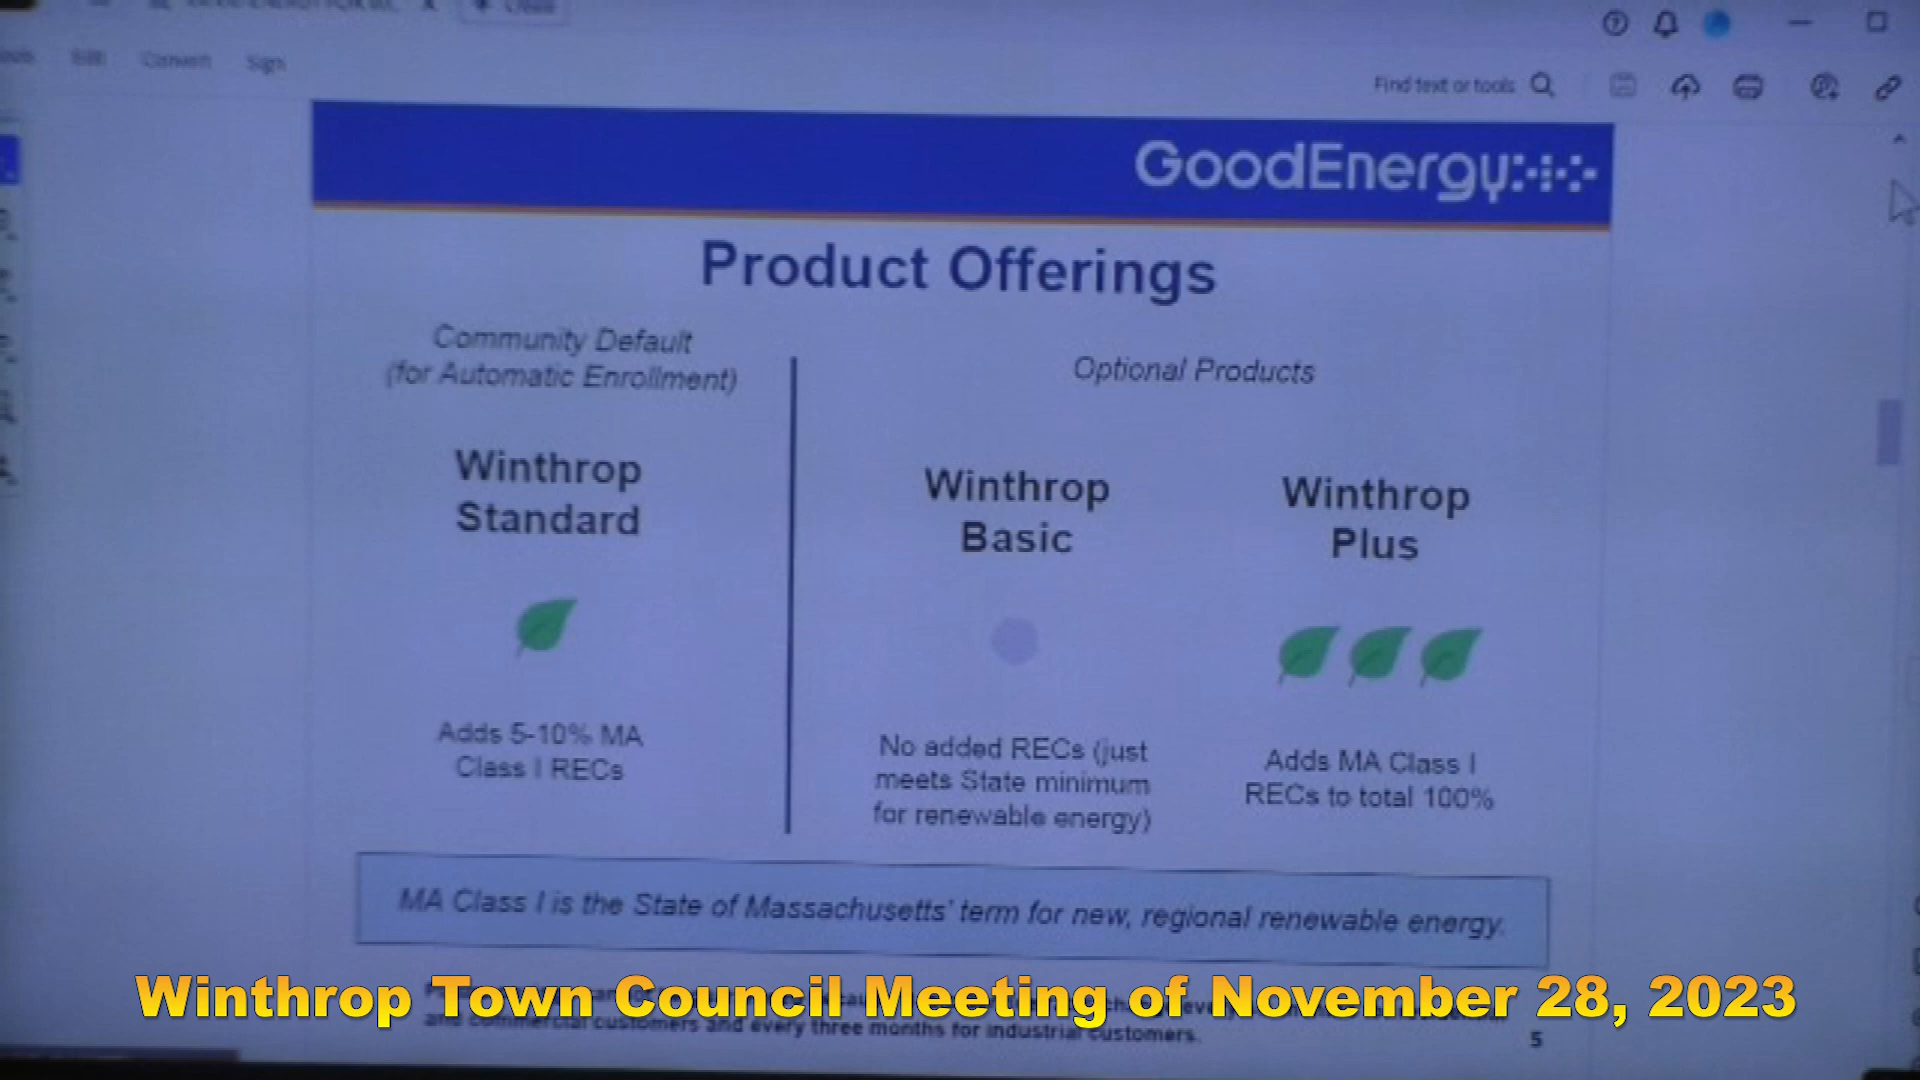 Convert
Sign
Find text or tools
GoodEnergy
Product Offerings
Community Default
(for Automatic Enrollment)
Optional Products
Winthrop
Standard
Winthrop
Basic
Winthrop
Plus
Adds 5-10% MA
Class I RECs
No added RECs (just
meets State minimum
for renewable energy)
Adds MA Class I
RECs to total 100%
MA Class I is the State of Massachusetts' term for new, regional renewable energy.
Winthrop Town Council Meeting of November 28, 2023
and commercial customers and every three months for industrial customers.
5